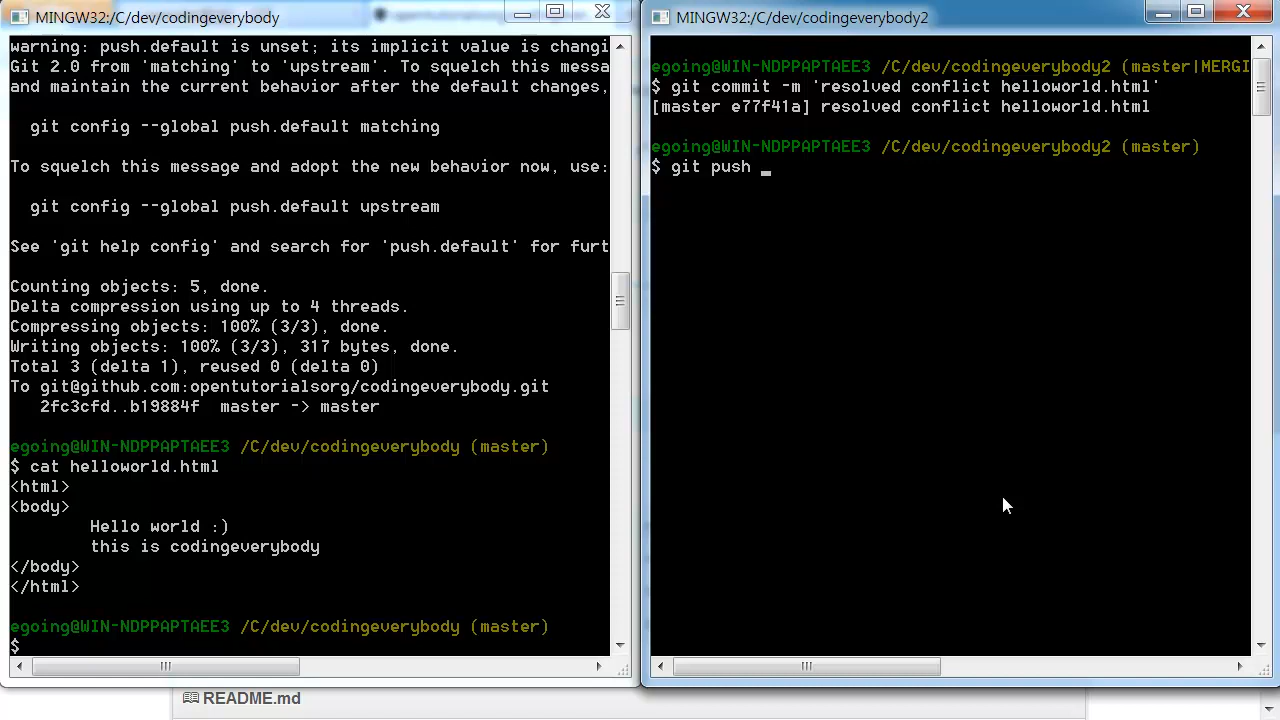 MINGW32:/C/dev/codingeverybody
warning: push.default is unset; its implicit value is changi
Git 2.0 from 'matching' to 'upstream'. To squelch this messa
and maintain the current behavior after the default changes,
git config --global push.default matching
To squelch this message and adopt the new behavior now, use:
git config --global push.default upstream
See 'git help config' and search for 'push.default' for furt
Counting objects: 5, done.
Delta compression using up to 4 threads.
Compressing objects: 100% (3/3), done.
Writing objects: 100% (3/3), 317 bytes, done.
Total 3 (delta 1), reused 0 (delta 0)
To git@github.com:opentutorialsorg/codingeverybody.git
2fc3cfd..b19884f  master -> master
egoing@WIN-NDPPAPTAEE3 /C/dev/codingeverybody (master)
$ cat helloworld.html
<html>
<body>
Hello world :)
this is codingeverybody
</body>
</html>
egoing@WIN-NDPPAPTAEE3 /C/dev/codingeverybody (master)
$
MINGW32:/C/dev/codingeverybody2
egoing@WIN-NDPPAPTAEE3 /C/dev/codingeverybody2 (master|MERGI
$ git commit -m 'resolved conflict helloworld.html'
[master e77f41a] resolved conflict helloworld.html
egoing@WIN-NDPPAPTAEE3 /C/dev/codingeverybody2 (master)
$ git push _
README.md